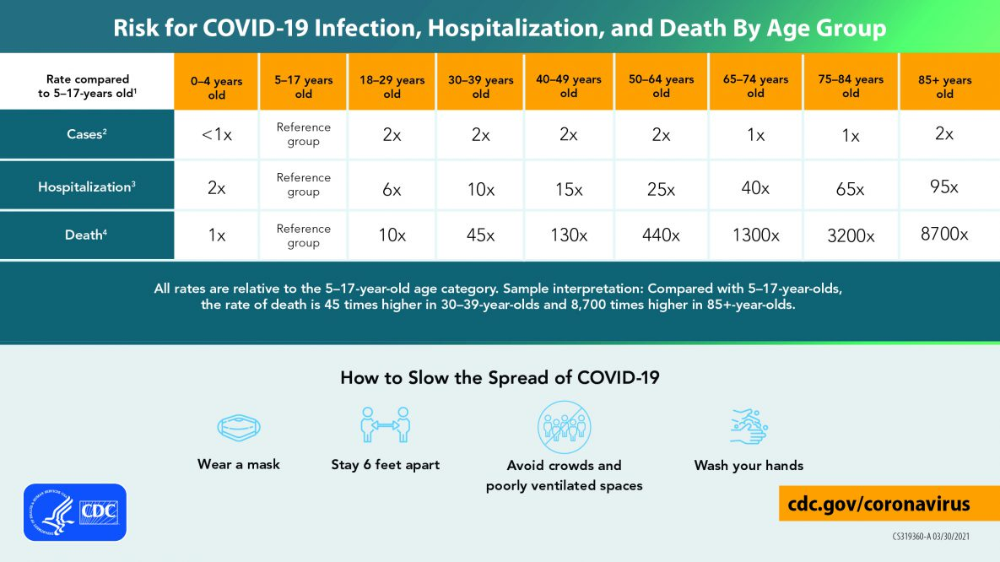 Risk for COVID-19 Infection, Hospitalization, and Death By Age Group
Rate compared
to 5–17-years old¹
0–4 years
old
5–17 years
old
18–29 years
old
30–39 years
old
40–49 years
old
50–64 years
old
65–74 years
old
75–84 years
old
85+ years
old
Cases²
<1x
Reference
group
2x
2x
2x
2x
1x
1x
2x
Hospitalization³
2x
Reference
group
6x
10x
15x
25x
40x
65x
95x
Death⁴
1x
Reference
group
10x
45x
130x
440x
1300x
3200x
8700x
All rates are relative to the 5–17-year-old age category. Sample interpretation: Compared with 5–17-year-olds,
the rate of death is 45 times higher in 30–39-year-olds and 8,700 times higher in 85+-year-olds.
How to Slow the Spread of COVID-19
Wear a mask
Stay 6 feet apart
Avoid crowds and
poorly ventilated spaces
Wash your hands
CDC
cdc.gov/coronavirus
CS319360-A 03/30/2021